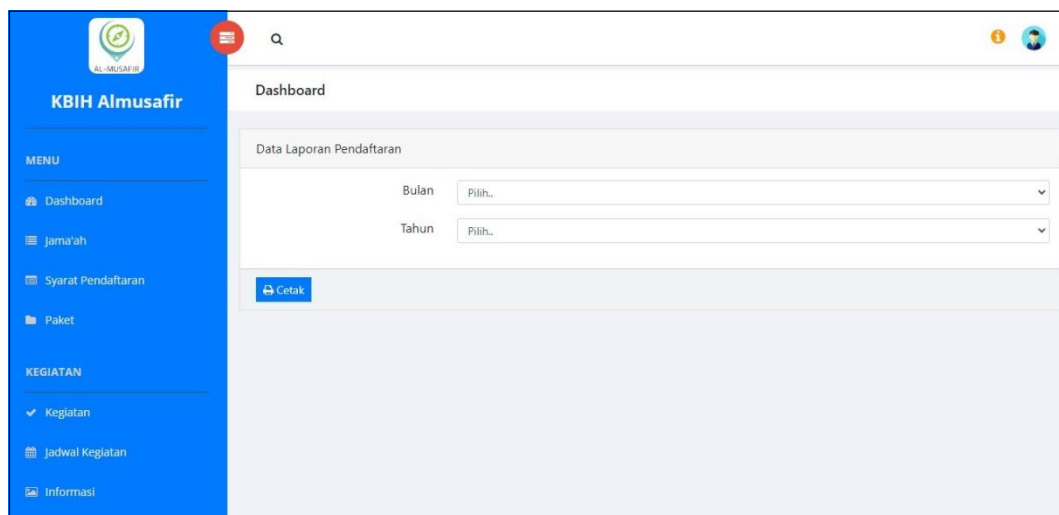 AL-MUSAFIR
KBIH Almusafir
MENU
Dashboard
Jama'ah
Syarat Pendaftaran
Paket
KEGIATAN
Kegiatan
Jadwal Kegiatan
Informasi
Dashboard
Data Laporan Pendaftaran
Bulan Pilih..
Tahun Pilih..
Cetak